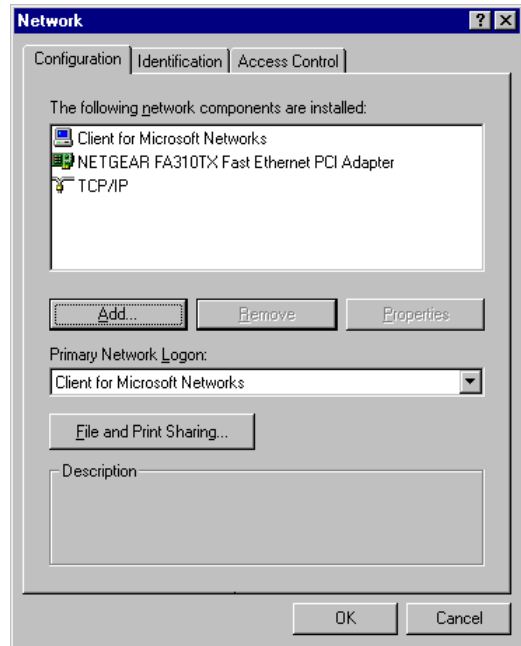 Network
Configuration Identification Access Control
The following network components are installed:
Client for Microsoft Networks
NETGEAR FA310TX Fast Ethernet PCI Adapter
TCP/IP
Add... Remove Properties
Primary Network Logon:
Client for Microsoft Networks
File and Print Sharing...
Description
OK Cancel